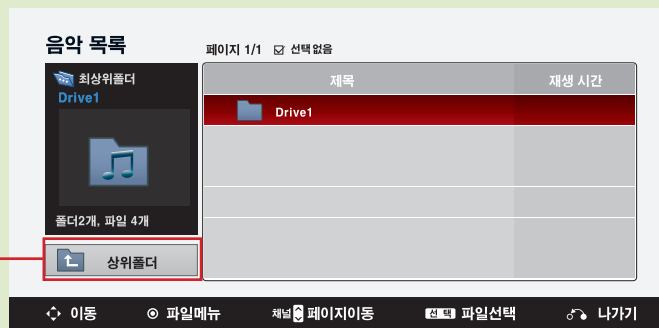 음악 목록
페이지 1/1 선택없음
최상위폴더
Drive1
폴더2개, 파일 4개
상위폴더
제목 재생 시간
Drive1
이동 파일메뉴 채널 페이지이동 선택 파일선택 나가기